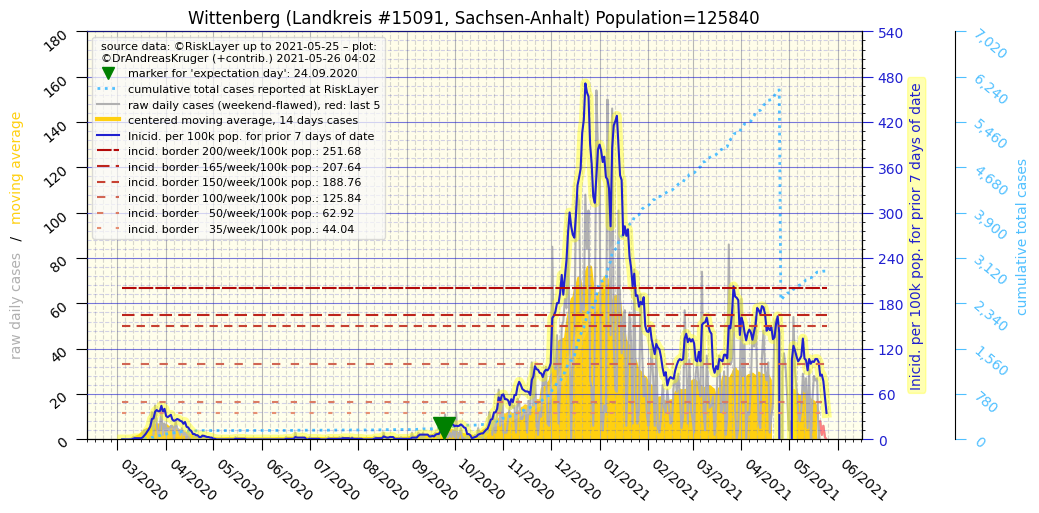 Wittenberg (Landkreis #15091, Sachsen-Anhalt) Population=125840
source data: ©RiskLayer up to 2021-05-25 – plot:
©DrAndreasKruger (+contrib.) 2021-05-26 04:02
marker for 'expectation day': 24.09.2020
cumulative total cases reported at RiskLayer
raw daily cases (weekend-flawed), red: last 5
centered moving average, 14 days cases
Inicid. per 100k pop. for prior 7 days of date
incid. border 200/week/100k pop.: 251.68
incid. border 165/week/100k pop.: 207.64
incid. border 150/week/100k pop.: 188.76
incid. border 100/week/100k pop.: 125.84
incid. border   50/week/100k pop.: 62.92
incid. border   35/week/100k pop.: 44.04
raw daily cases / moving average
180
160
140
120
100
80
60
40
20
0
03/2020
04/2020
05/2020
06/2020
07/2020
08/2020
09/2020
10/2020
11/2020
12/2020
01/2021
02/2021
03/2021
04/2021
05/2021
06/2021
540
480
420
360
300
240
180
120
60
0
Inicid. per 100k pop. for prior 7 days of date
7,020
6,240
5,460
4,680
3,900
3,120
2,340
1,560
780
0
cumulative total cases